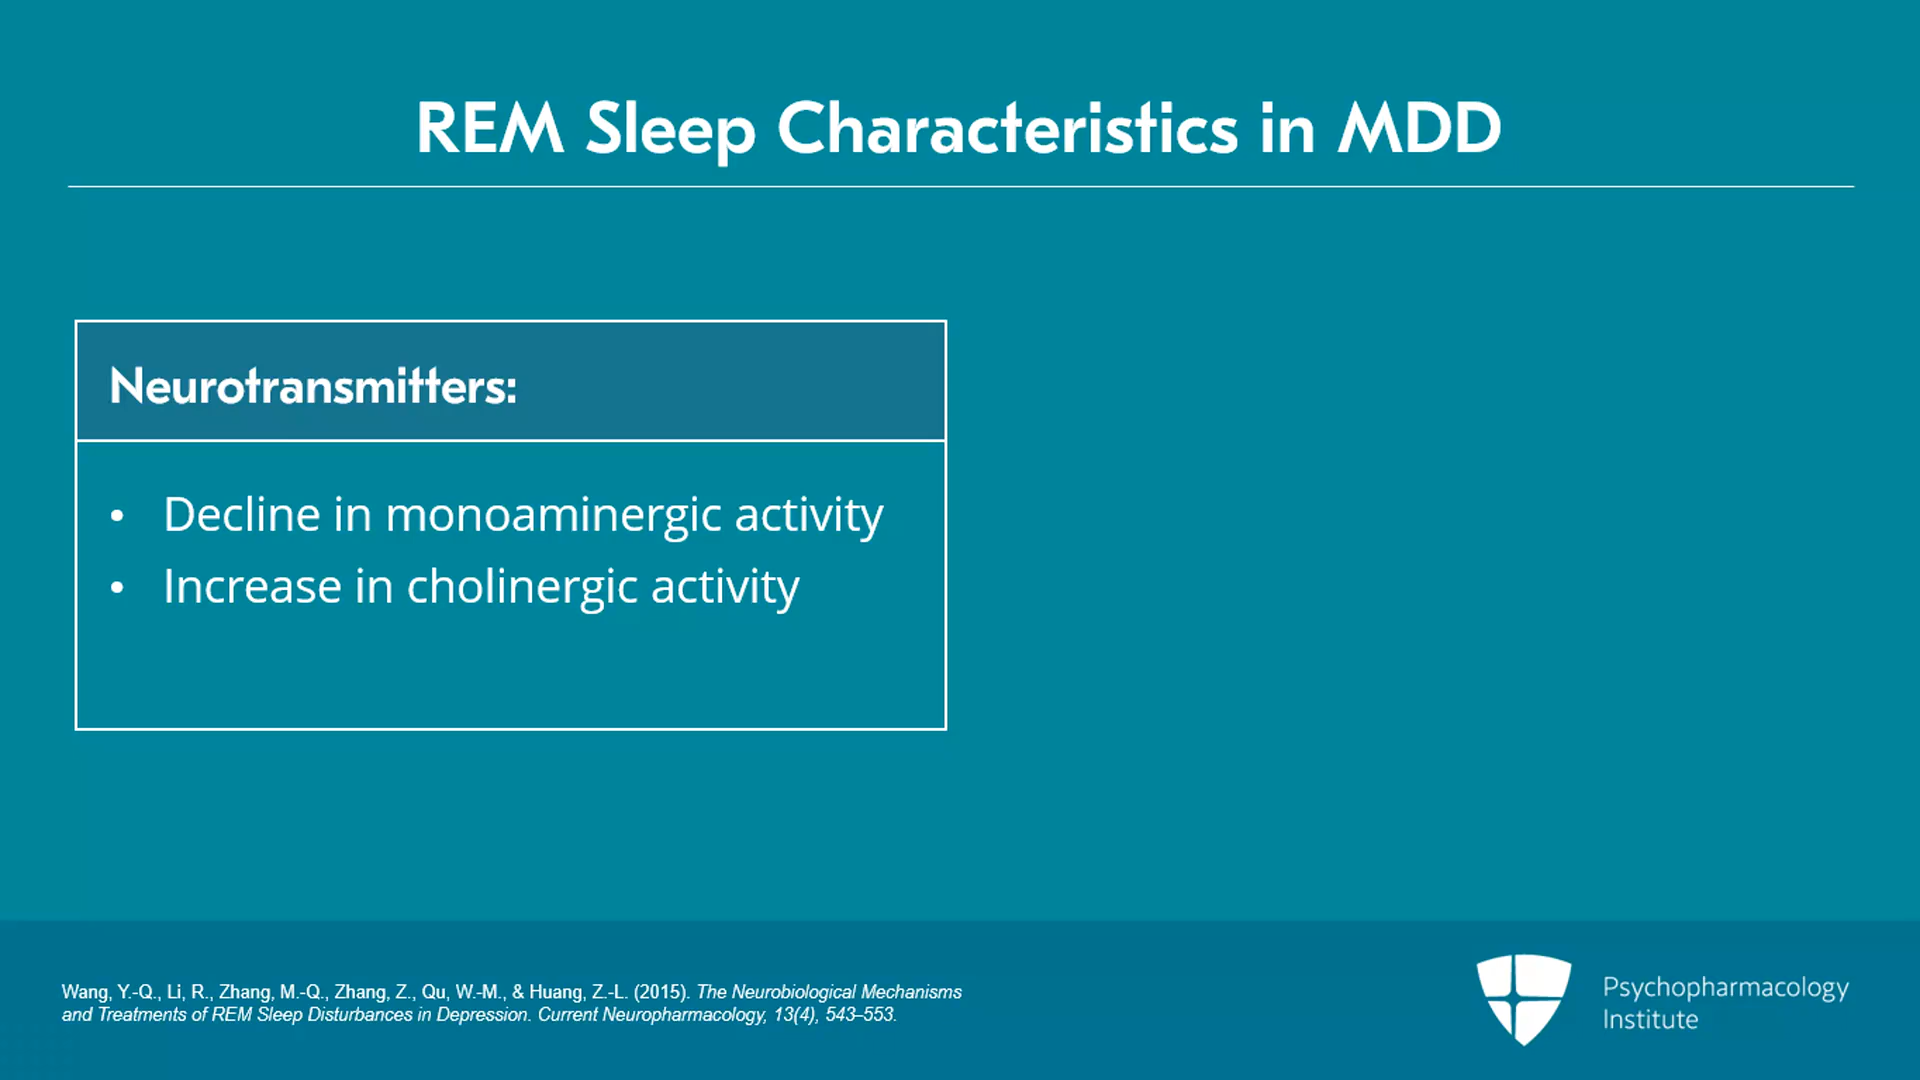 REM Sleep Characteristics in MDD
Neurotransmitters:
• Decline in monoaminergic activity
• Increase in cholinergic activity
Wang, Y.-Q., Li, R., Zhang, M.-Q., Zhang, Z., Qu, W.-M., & Huang, Z.-L. (2015). The Neurobiological Mechanisms
and Treatments of REM Sleep Disturbances in Depression. Current Neuropharmacology, 13(4), 543–553.
Psychopharmacology
Institute